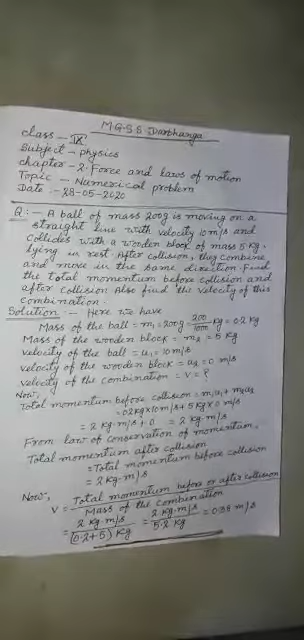 M.G.S.S Darbhanga
class - IX
Subject - physics
chapter - 2. Force and laws of motion
Topic - Numerical problem
Date - 28-05-2020
Q: - A ball of mass 200g is moving on a
straight line with velocity 10 m/s and
collides with a wooden block of mass 5 kg.
lying in rest. After collision, they combine
and move in the same direction. Find
the total momentum before collision and
after collision. Also find the velocity of this
combination.
Solution: - Here we have
Mass of the ball = m₁ = 200g = 200/1000 kg = 0.2 kg
Mass of the wooden block = m₂ = 5 kg
velocity of the ball = u₁ = 10 m/s
velocity of the wooden block = u₂ = 0 m/s
velocity of the combination = v = ?
Now,
Total momentum before collision = m₁u₁ + m₂u₂
= 0.2 kg x 10 m/s + 5 kg x 0 m/s
= 2 kg·m/s + 0 = 2 kg·m/s
From law of conservation of momentum,
Total momentum after collision
= Total momentum before collision
= 2 kg·m/s
Now, V = Total momentum before or after collision
Mass of the combination
= 2 kg·m/s / (0.2+5) kg = 2 kg·m/s / 5.2 kg = m/s